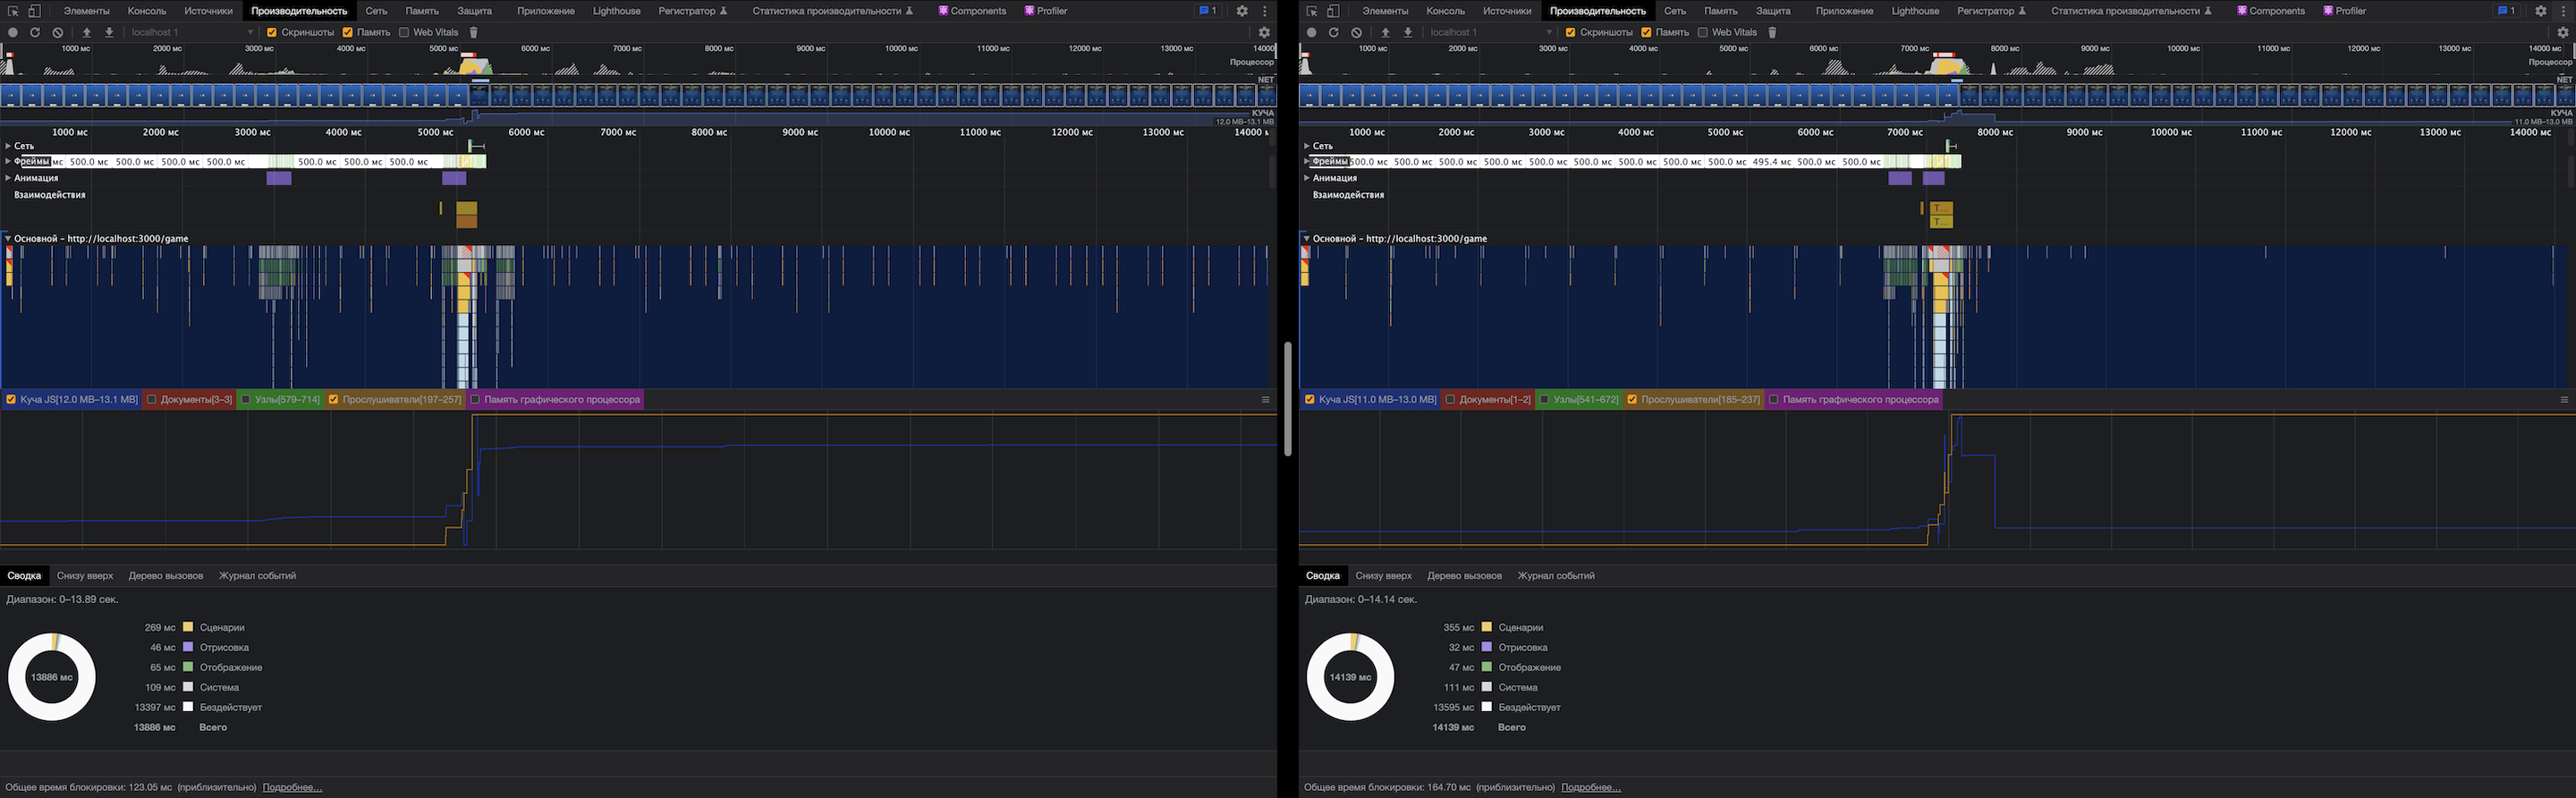 Элементы Консоль Источники Производительность Сеть Память Защита Приложение Lighthouse Регистратор Статистика производительности Components Profiler 1
localhost 1 Скриншоты Память Web Vitals
1000 мс 2000 мс 3000 мс 4000 мс 5000 мс 6000 мс 7000 мс 8000 мс 9000 мс 10000 мс 11000 мс 12000 мс 13000 мс 14000
Процессор
NET
КУЧА
12.0 MB–13.1 MB
1000 мс 2000 мс 3000 мс 4000 мс 5000 мс 6000 мс 7000 мс 8000 мс 9000 мс 10000 мс 11000 мс 12000 мс 13000 мс 14000
Сеть
Фреймы мс 500.0 мс 500.0 мс 500.0 мс 500.0 мс 500.0 мс 500.0 мс 500.0 мс
Анимация
Взаимодействия
Основной – http://localhost:3000/game
Куча JS[12.0 MB–13.1 MB] Документы[3–3] Узлы[579–714] Прослушиватели[197–257] Память графического процессора
Сводка Снизу вверх Дерево вызовов Журнал событий
Диапазон: 0–13.89 сек.
269 мс Сценарии
46 мс Отрисовка
65 мс Отображение
13886 мс
109 мс Система
13397 мс Бездействует
13886 мс Всего
Общее время блокировки: 123.05 мс (приблизительно) Подробнее...
Элементы Консоль Источники Производительность Сеть Память Защита Приложение Lighthouse Регистратор Статистика производительности Components Profiler 1
localhost 1 Скриншоты Память Web Vitals
1000 мс 2000 мс 3000 мс 4000 мс 5000 мс 6000 мс 7000 мс 8000 мс 9000 мс 10000 мс 11000 мс 12000 мс 13000 мс 14000 мс
Процессор
NET
КУЧА
11.0 MB–13.0 MB
1000 мс 2000 мс 3000 мс 4000 мс 5000 мс 6000 мс 7000 мс 8000 мс 9000 мс 10000 мс 11000 мс 12000 мс 13000 мс 14000 мс
Сеть
Фреймы 500.0 мс 500.0 мс 500.0 мс 500.0 мс 500.0 мс 500.0 мс 500.0 мс 500.0 мс 500.0 мс 495.4 мс 500.0 мс 500.0 мс
Анимация
Взаимодействия
T...
T...
Основной – http://localhost:3000/game
Куча JS[11.0 MB–13.0 MB] Документы[1–2] Узлы[541–672] Прослушиватели[185–237] Память графического процессора
Сводка Снизу вверх Дерево вызовов Журнал событий
Диапазон: 0–14.14 сек.
355 мс Сценарии
32 мс Отрисовка
47 мс Отображение
14139 мс
111 мс Система
13595 мс Бездействует
14139 мс Всего
Общее время блокировки: 164.70 мс (приблизительно) Подробнее...